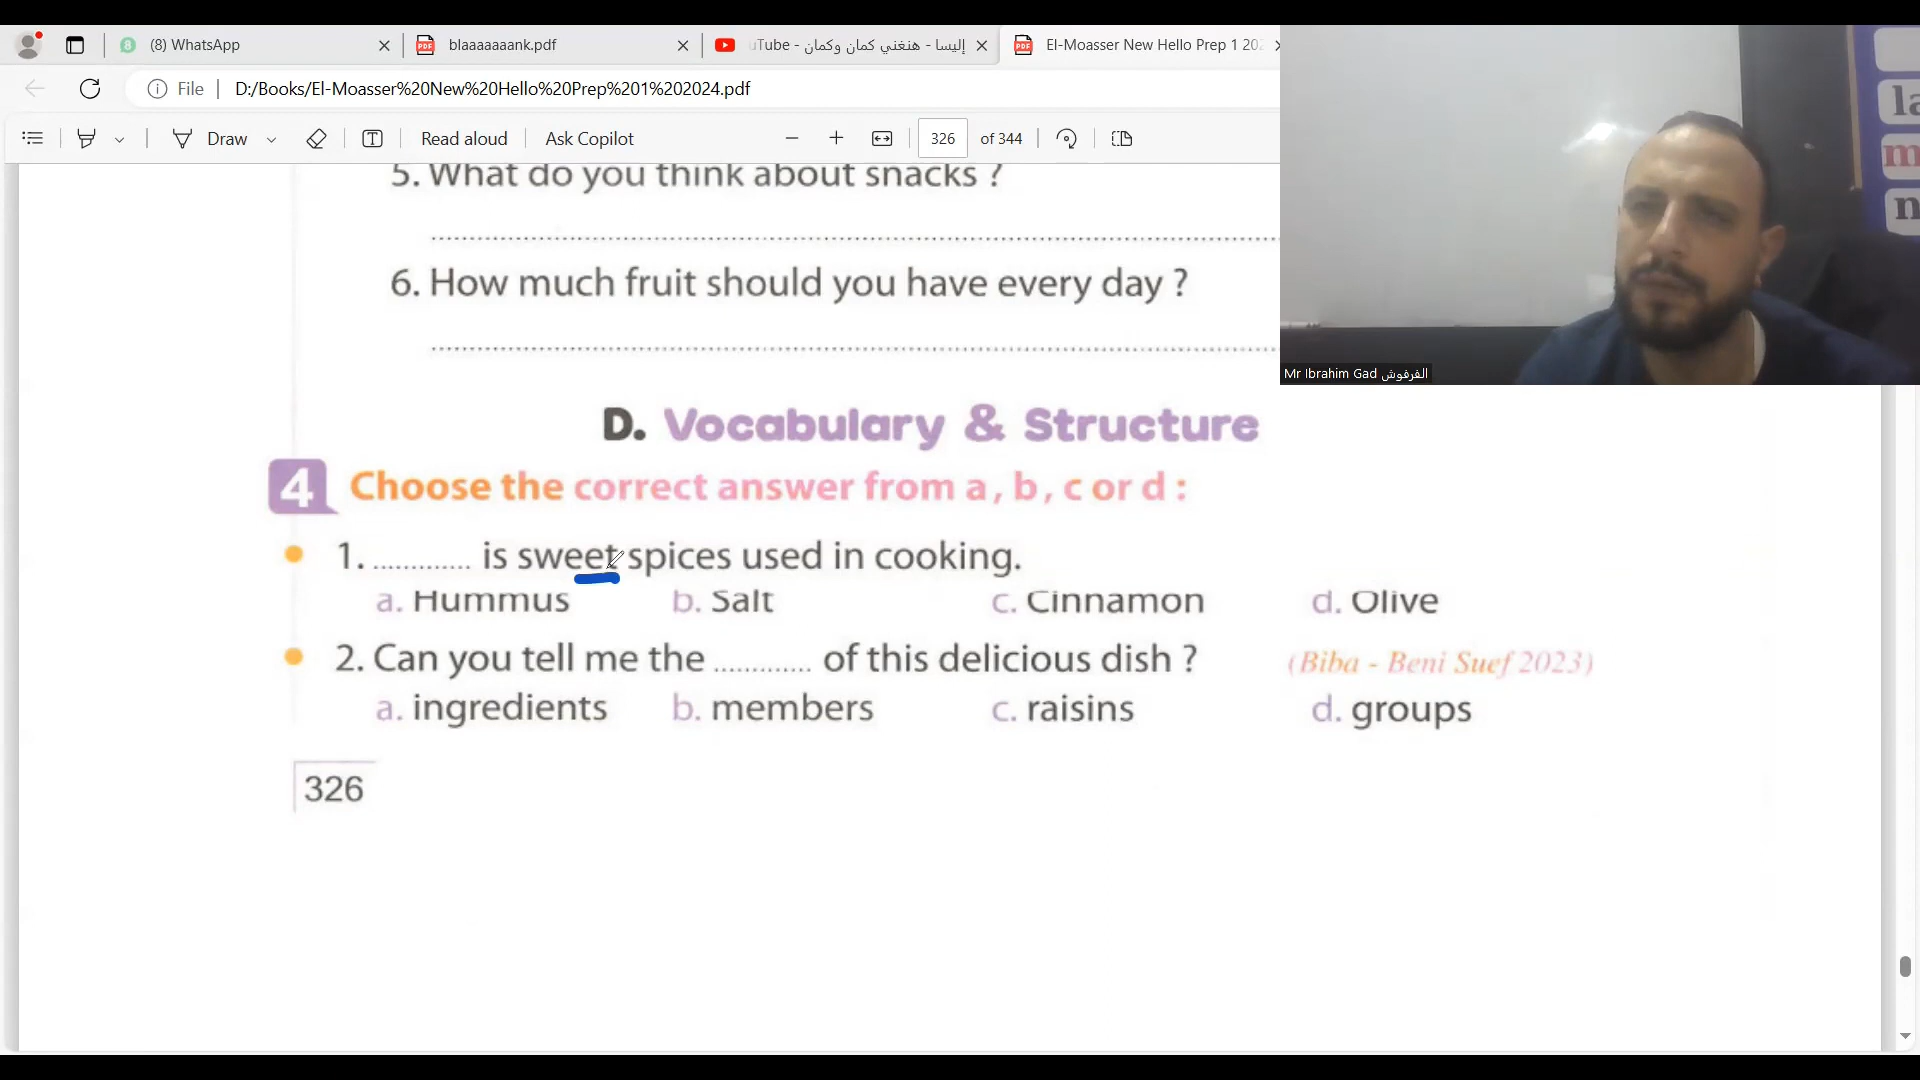 (8) WhatsApp
blaaaaaaank.pdf
إليسا - هنغني كمان وكمان - uTube
El-Moasser New Hello Prep 1 202
File D:/Books/El-Moasser%20New%20Hello%20Prep%201%202024.pdf
Draw Read aloud Ask Copilot 326 of 344
5. What do you think about snacks ?
6. How much fruit should you have every day ?
Mr Ibrahim Gad الفرفوش
D. Vocabulary & Structure
4 Choose the correct answer from a , b , c or d :
1. ............. is sweet spices used in cooking.
a. Hummus b. Salt c. Cinnamon d. Olive
2. Can you tell me the ............. of this delicious dish ? (Biba - Beni Suef 2023)
a. ingredients b. members c. raisins d. groups
326